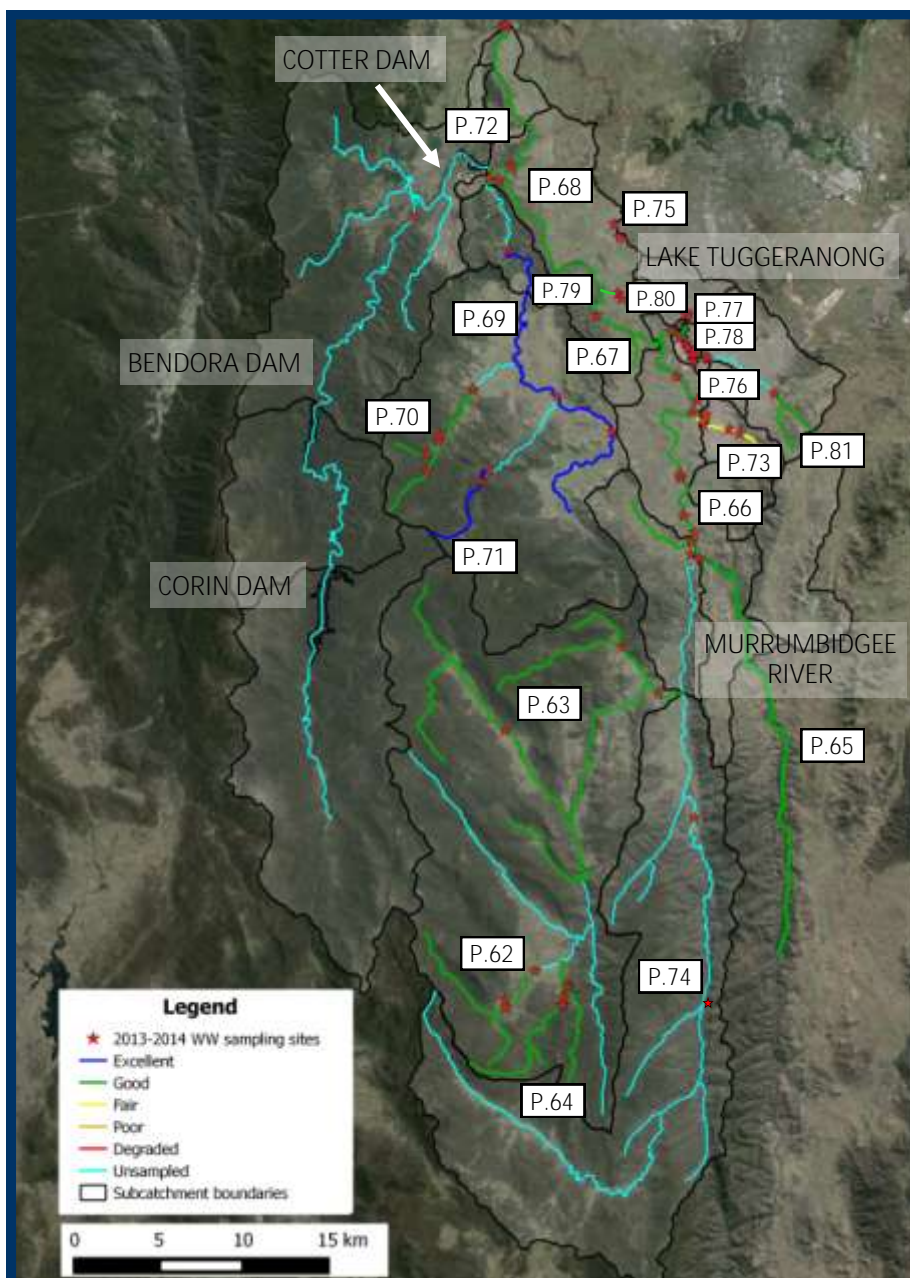 COTTER DAM
P.72
P.68
P.75
LAKE TUGGERANONG
P.79
P.80
P.77
P.69
P.78
P.67
BENDORA DAM
P.76
P.70
P.73
P.81
P.66
P.71
CORIN DAM
MURRUMBIDGEE
RIVER
P.63
P.65
P.62
P.74
P.64
Legend
2013-2014 WW sampling sites
Excellent
Good
Fair
Poor
Degraded
Unsampled
Subcatchment boundaries
0 5 10 15 km